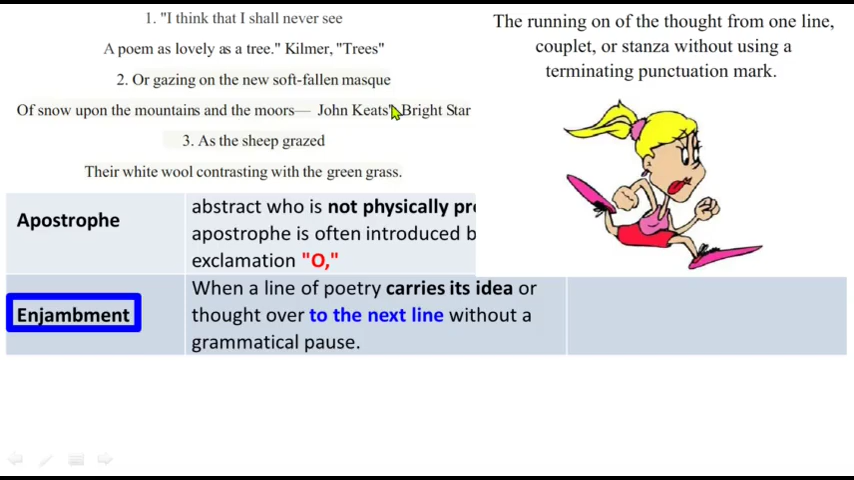 1. "I think that I shall never see
A poem as lovely as a tree." Kilmer, "Trees"
2. Or gazing on the new soft-fallen masque
Of snow upon the mountains and the moors— John Keats' Bright Star
3. As the sheep grazed
Their white wool contrasting with the green grass.
The running on of the thought from one line,
couplet, or stanza without using a
terminating punctuation mark.
Apostrophe
abstract who is not physically
apostrophe is often introduced
exclamation "O,"
Enjambment
When a line of poetry carries its idea or
thought over to the next line without a
grammatical pause.